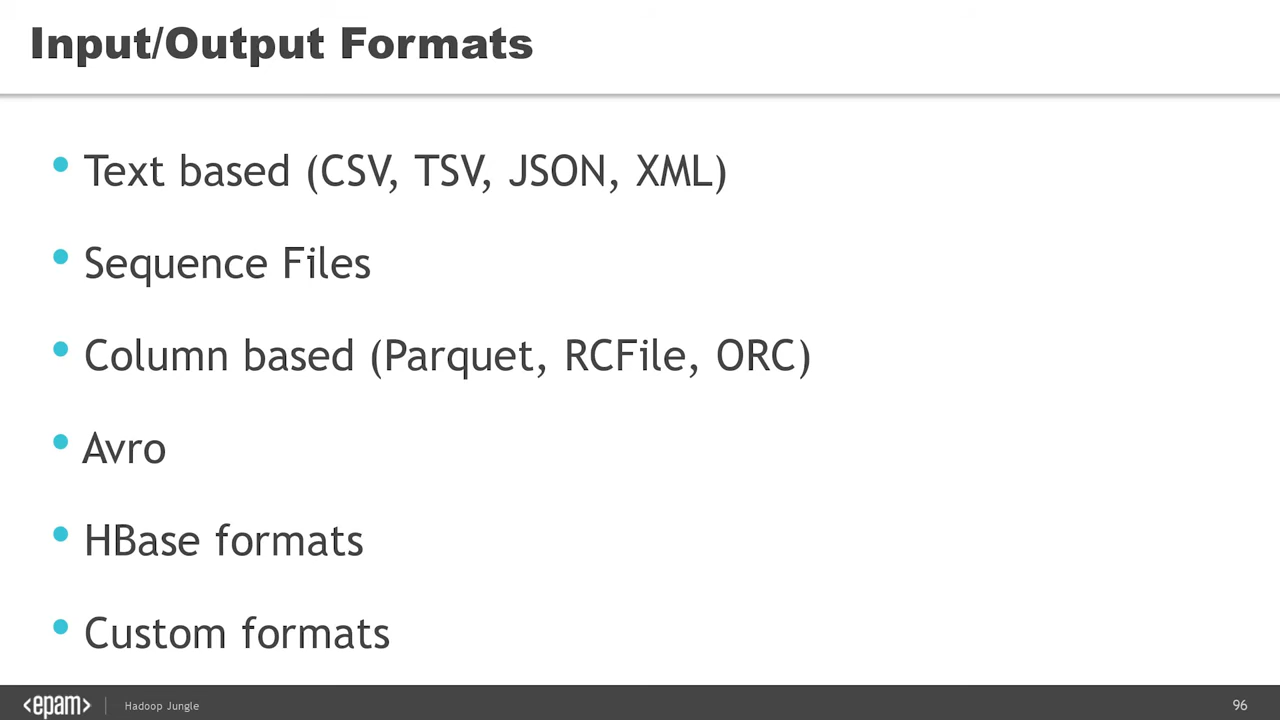 Input/Output Formats
• Text based (CSV, TSV, JSON, XML)
• Sequence Files
• Column based (Parquet, RCFile, ORC)
• Avro
• HBase formats
• Custom formats
<epam> Hadoop Jungle 96